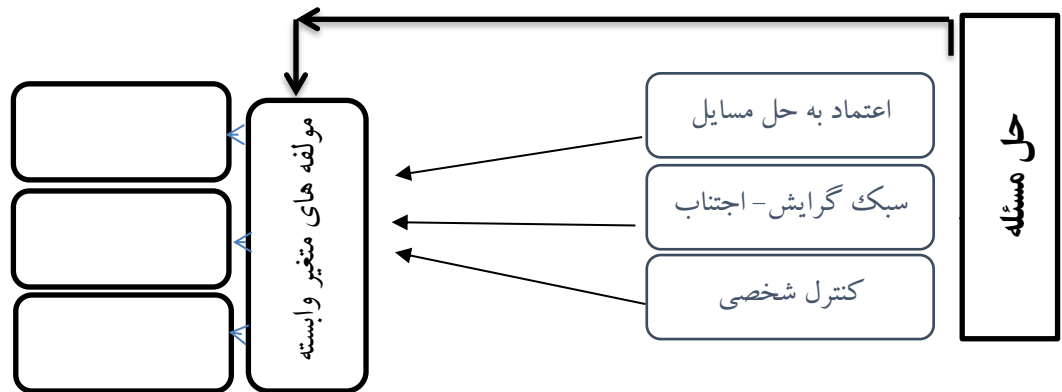 حل مسئله
اعتماد به حل مسایل
سبک گرایش - اجتناب
کنترل شخصی
مولفه های متغیر وابسته